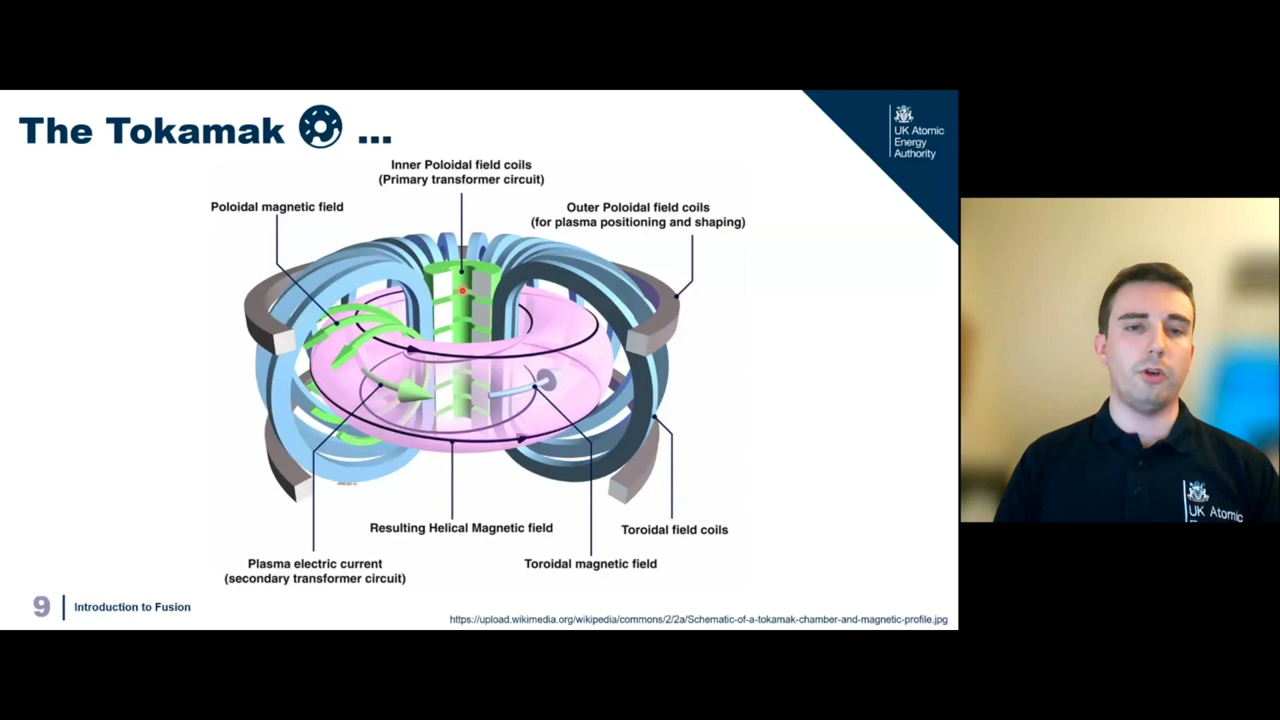 The Tokamak ...
UK Atomic
Energy
Authority
Inner Poloidal field coils
(Primary transformer circuit)
Poloidal magnetic field
Outer Poloidal field coils
(for plasma positioning and shaping)
Resulting Helical Magnetic field
Toroidal field coils
Plasma electric current
(secondary transformer circuit)
Toroidal magnetic field
9
Introduction to Fusion
https://upload.wikimedia.org/wikipedia/commons/2/2a/Schematic-of-a-tokamak-chamber-and-magnetic-profile.jpg
UK Atomic